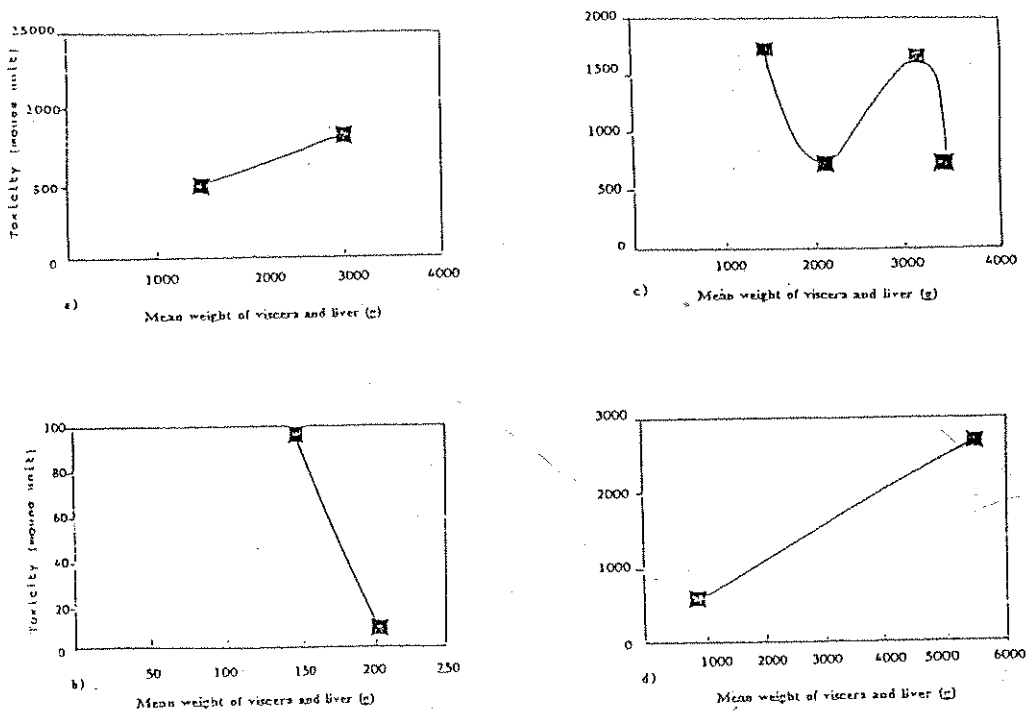 Toxicity (mouse unit)
25000
2000
500
0
1000 2000 3000 4000
a)
Mean weight of viscera and liver (g)
2000
1500
1000
500
0
1000 2000 3000 4000
c)
Mean weight of viscera and liver (g)
Toxicity (mouse unit)
100
80
60
40
20
0
50 100 150 200 250
b)
Mean weight of viscera and liver (g)
3000
2000
1000
0
1000 2000 3000 4000 5000 6000
d)
Mean weight of viscera and liver (g)